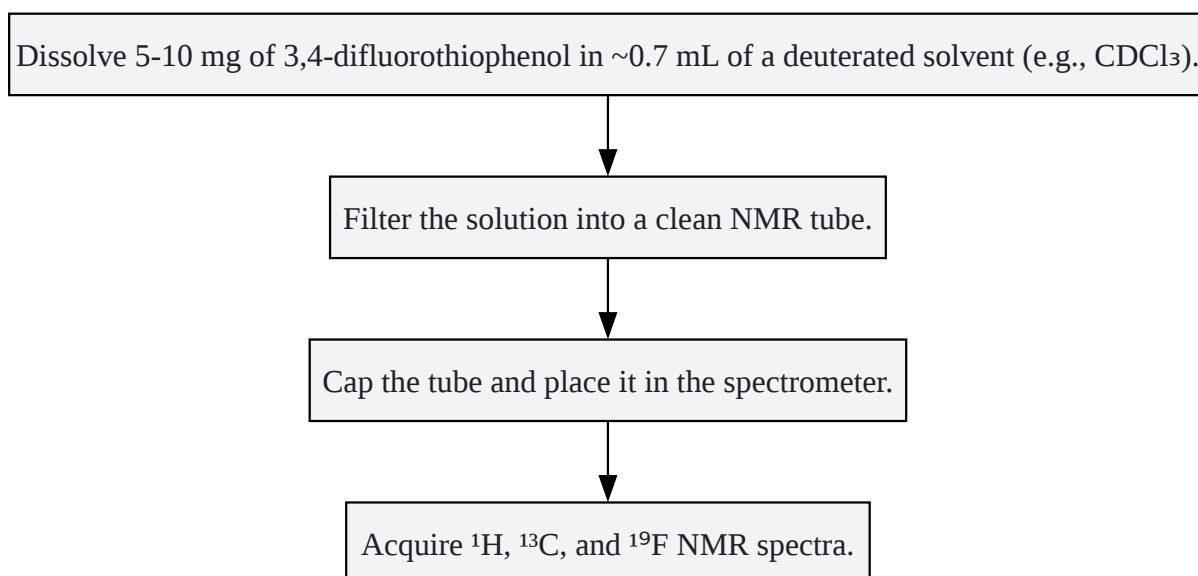 Dissolve 5-10 mg of 3,4-difluorothiophenol in ~0.7 mL of a deuterated solvent (e.g., CDCl₃).
Filter the solution into a clean NMR tube.
Cap the tube and place it in the spectrometer.
Acquire ¹H, ¹³C, and ¹⁹F NMR spectra.